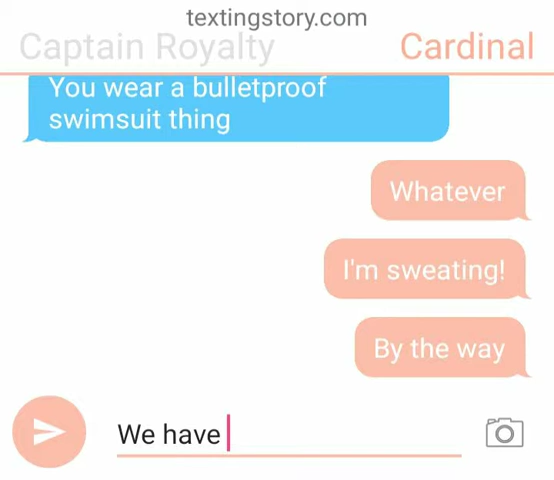 textingstory.com
Captain Royalty
Cardinal
You wear a bulletproof
swimsuit thing
Whatever
I'm sweating!
By the way
We have